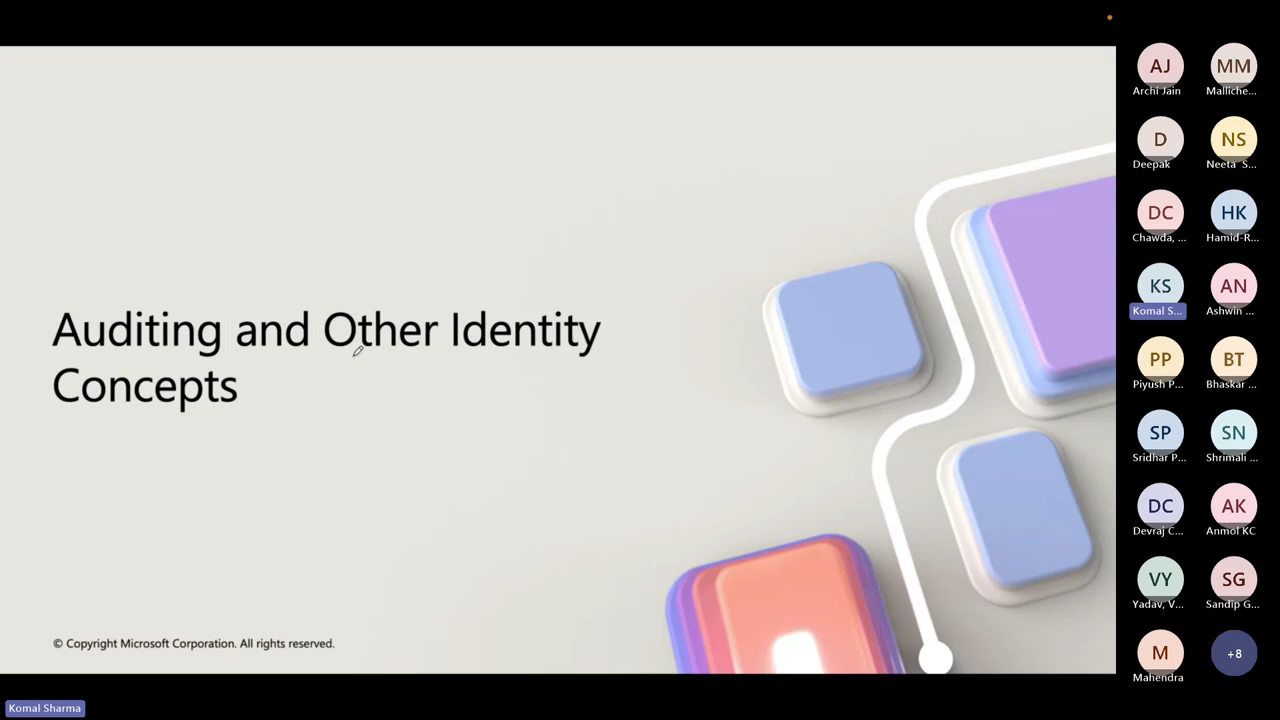 Auditing and Other Identity
Concepts
© Copyright Microsoft Corporation. All rights reserved.
AJ
Archi Jain
MM
Malliche...
D
Deepak
NS
Neeta S...
DC
Chawda, ...
HK
Hamid-R...
KS
Komal S...
AN
Ashwin ...
PP
Piyush P...
BT
Bhaskar ...
SP
Sridhar P...
SN
Shrimali ...
DC
Devraj C...
AK
Anmol KC
VY
Yadav, V...
SG
Sandip G...
M
Mahendra
+8
Komal Sharma